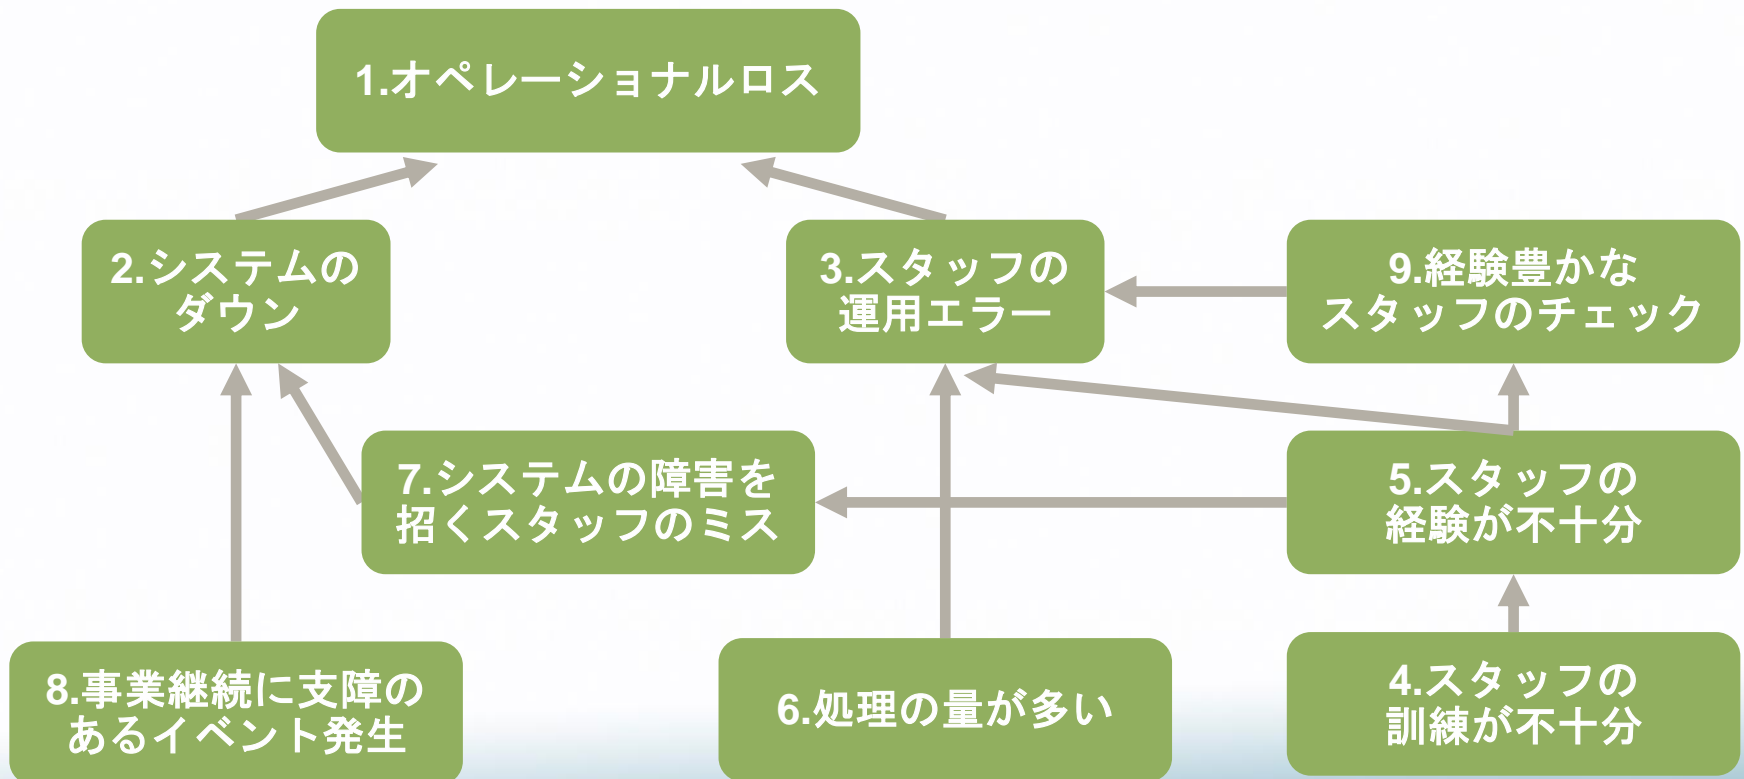 1.オペレーショナルロス
2.システムの
ダウン
3.スタッフの
運用エラー
9.経験豊かな
スタッフのチェック
7.システムの障害を
招くスタッフのミス
5.スタッフの
経験が不十分
8.事業継続に支障の
あるイベント発生
6.処理の量が多い
4.スタッフの
訓練が不十分